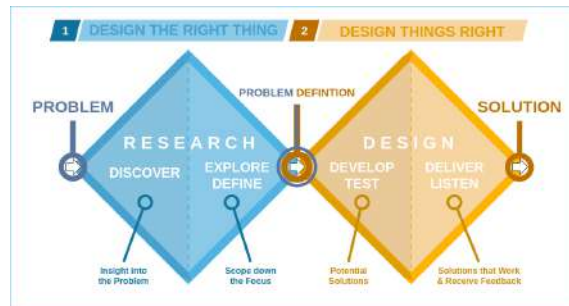 1 DESIGN THE RIGHT THING 2 DESIGN THINGS RIGHT
PROBLEM
PROBLEM DEFINTION
SOLUTION
RESEARCH
DISCOVER
EXPLORE
DEFINE
DESIGN
DEVELOP
TEST
DELIVER
LISTEN
Insight into
the Problem
Scope down
the Focus
Potential
Solutions
Solutions that Work
& Receive Feedback